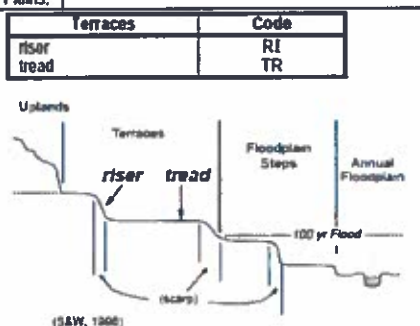 Plains:
Terraces Code
riser RI
tread TR
Uplands
Terraces
Floodplain
Steps
Annual
Floodplain
riser tread
100 yr Flood
(scarp)
(S&W, 1996)